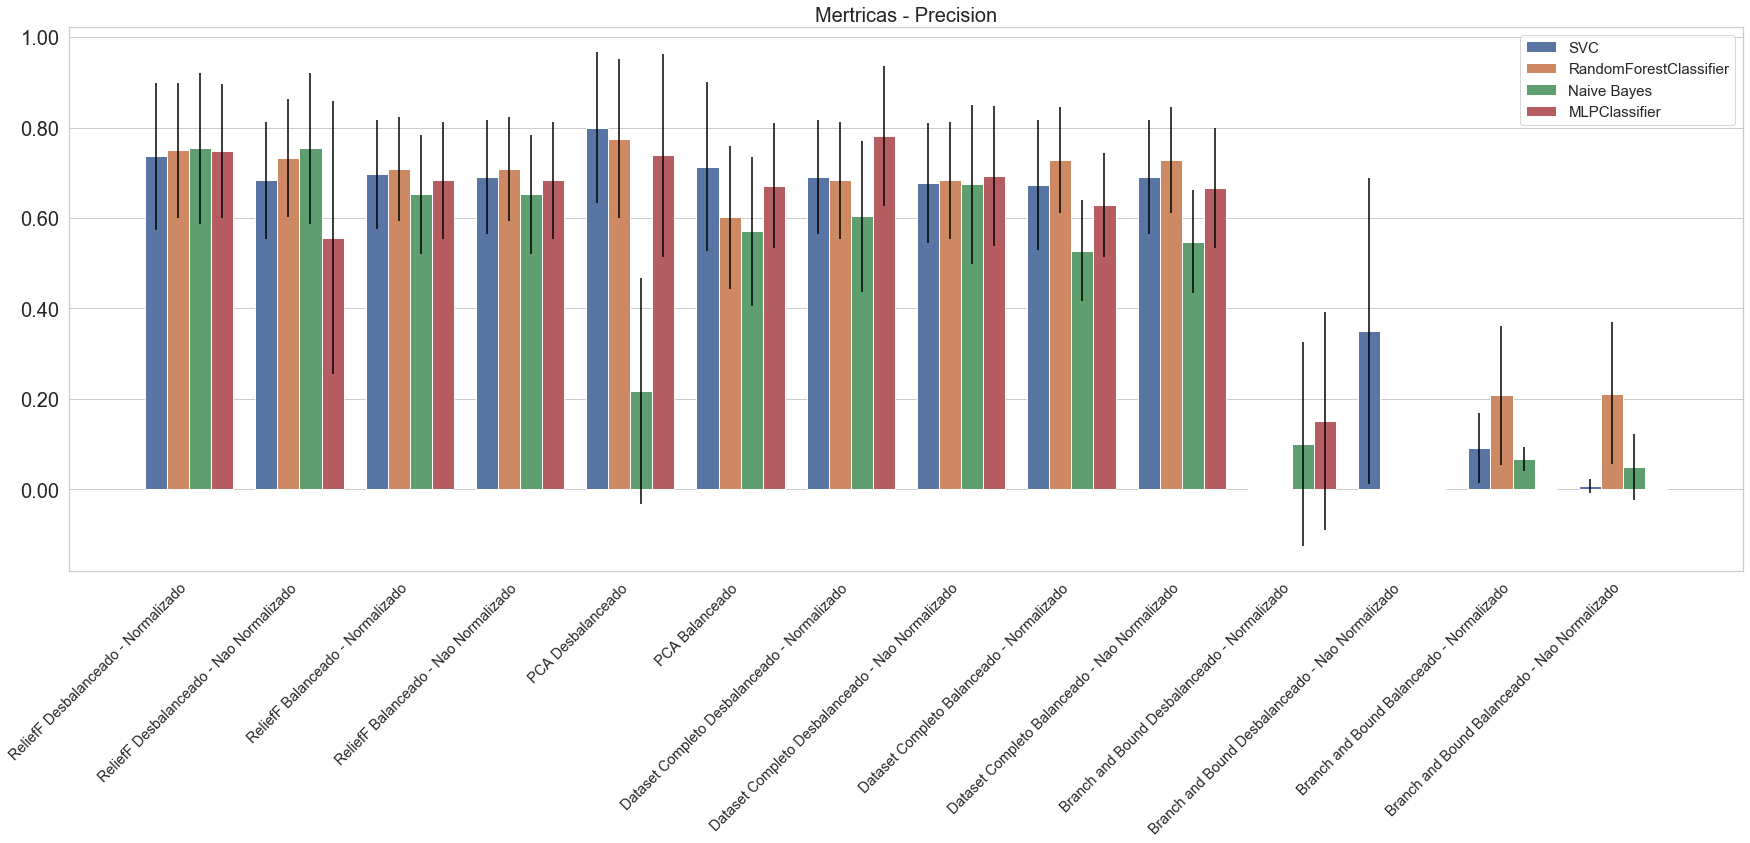 Mertricas - Precision
1.00
0.80
0.60
0.40
0.20
0.00
SVC
RandomForestClassifier
Naive Bayes
MLPClassifier
ReliefF Desbalanceado - Normalizado
ReliefF Desbalanceado - Nao Normalizado
ReliefF Balanceado - Normalizado
ReliefF Balanceado - Nao Normalizado
PCA Desbalanceado
PCA Balanceado
Dataset Completo Desbalanceado - Normalizado
Dataset Completo Desbalanceado - Nao Normalizado
Dataset Completo Balanceado - Normalizado
Dataset Completo Balanceado - Nao Normalizado
Branch and Bound Desbalanceado - Normalizado
Branch and Bound Desbalanceado - Nao Normalizado
Branch and Bound Balanceado - Normalizado
Branch and Bound Balanceado - Nao Normalizado